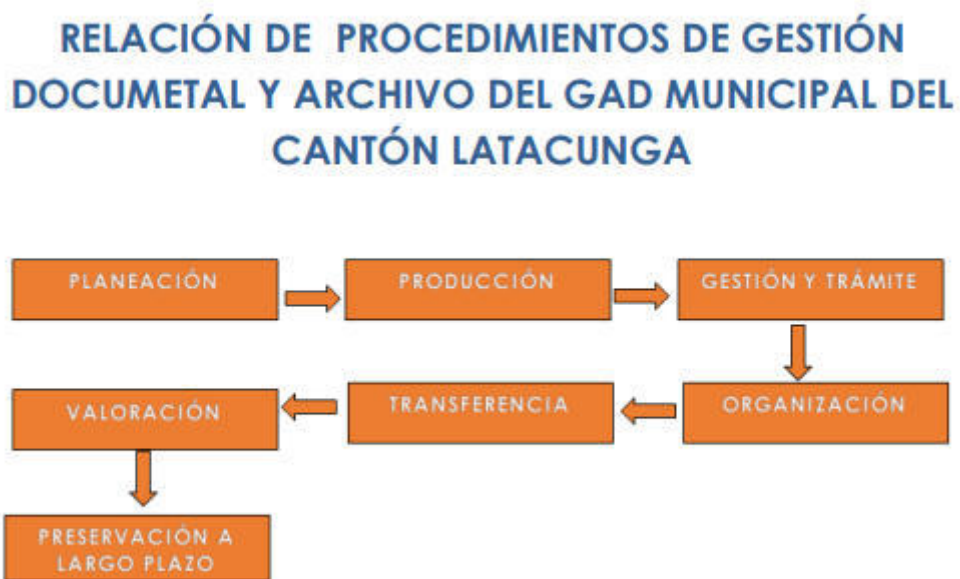 RELACIÓN DE PROCEDIMIENTOS DE GESTIÓN
DOCUMETAL Y ARCHIVO DEL GAD MUNICIPAL DEL
CANTÓN LATACUNGA
PLANEACIÓN
PRODUCCIÓN
GESTIÓN Y TRÁMITE
ORGANIZACIÓN
TRANSFERENCIA
VALORACIÓN
PRESERVACIÓN A
LARGO PLAZO